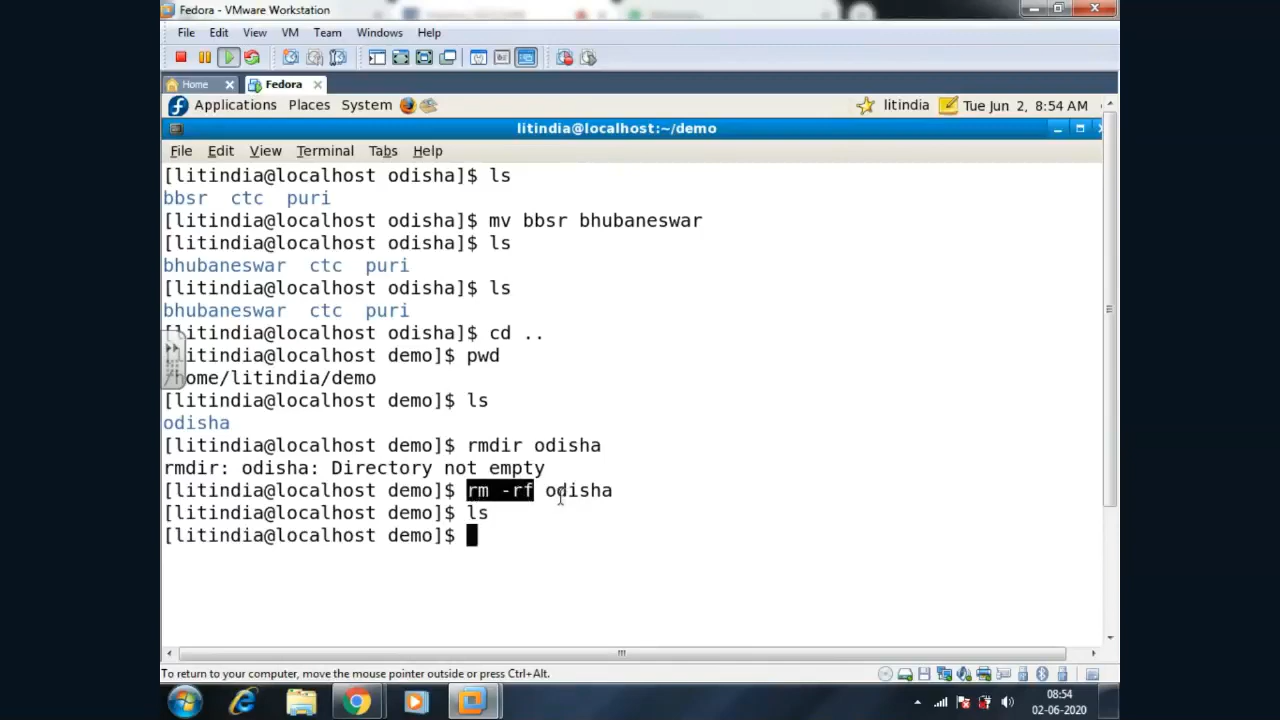 Fedora - VMware Workstation
File Edit View VM Team Windows Help
Home Fedora
Applications Places System litindia Tue Jun 2, 8:54 AM
litindia@localhost:~/demo
File Edit View Terminal Tabs Help
[litindia@localhost odisha]$ ls
bbsr ctc puri
[litindia@localhost odisha]$ mv bbsr bhubaneswar
[litindia@localhost odisha]$ ls
bhubaneswar ctc puri
[litindia@localhost odisha]$ ls
bhubaneswar ctc puri
[litindia@localhost odisha]$ cd ..
itindia@localhost demo]$ pwd
/home/litindia/demo
[litindia@localhost demo]$ ls
odisha
[litindia@localhost demo]$ rmdir odisha
rmdir: odisha: Directory not empty
[litindia@localhost demo]$ rm -rf odisha
[litindia@localhost demo]$ ls
[litindia@localhost demo]$
To return to your computer, move the mouse pointer outside or press Ctrl+Alt.
08:54
02-06-2020